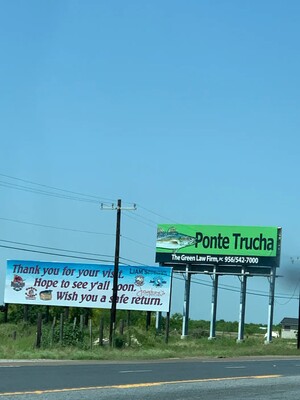 Thank you for your visit.
Hope to see y'all soon.
Wish you a safe return.
Ponte Trucha
The Green Law Firm, PC 956/542-7000